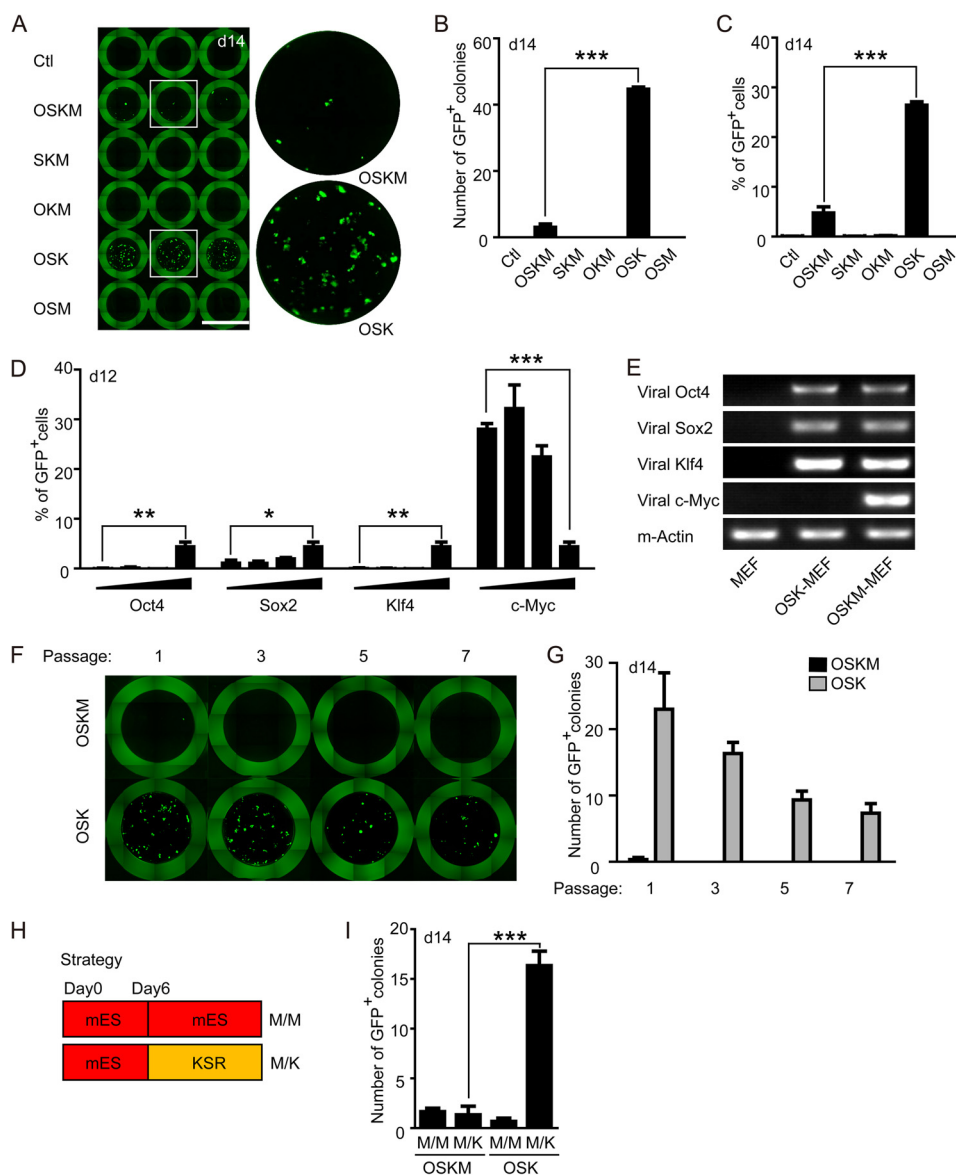 A
d14
Ctl
OSKM
SKM
OKM
OSK
OSM
OSKM
OSK
B
d14
***
Number of GFP+ colonies
60
40
20
0
Ctl
OSKM
SKM
OKM
OSK
OSM
C
d14
***
% of GFP+cells
40
30
20
10
0
Ctl
OSKM
SKM
OKM
OSK
OSM
D
d12
% of GFP+cells
40
30
20
10
0
**
*
**
***
Oct4
Sox2
Klf4
c-Myc
E
Viral Oct4
Viral Sox2
Viral Klf4
Viral c-Myc
m-Actin
MEF
OSK-MEF
OSKM-MEF
F
Passage: 1 3 5 7
OSKM
OSK
G
d14
OSKM
OSK
Number of GFP+colonies
30
20
10
0
Passage: 1 3 5 7
H
Strategy
Day0 Day6
mES mES M/M
mES KSR M/K
I
d14
***
Number of GFP+colonies
20
15
10
5
0
M/M M/K M/M M/K
OSKM OSK